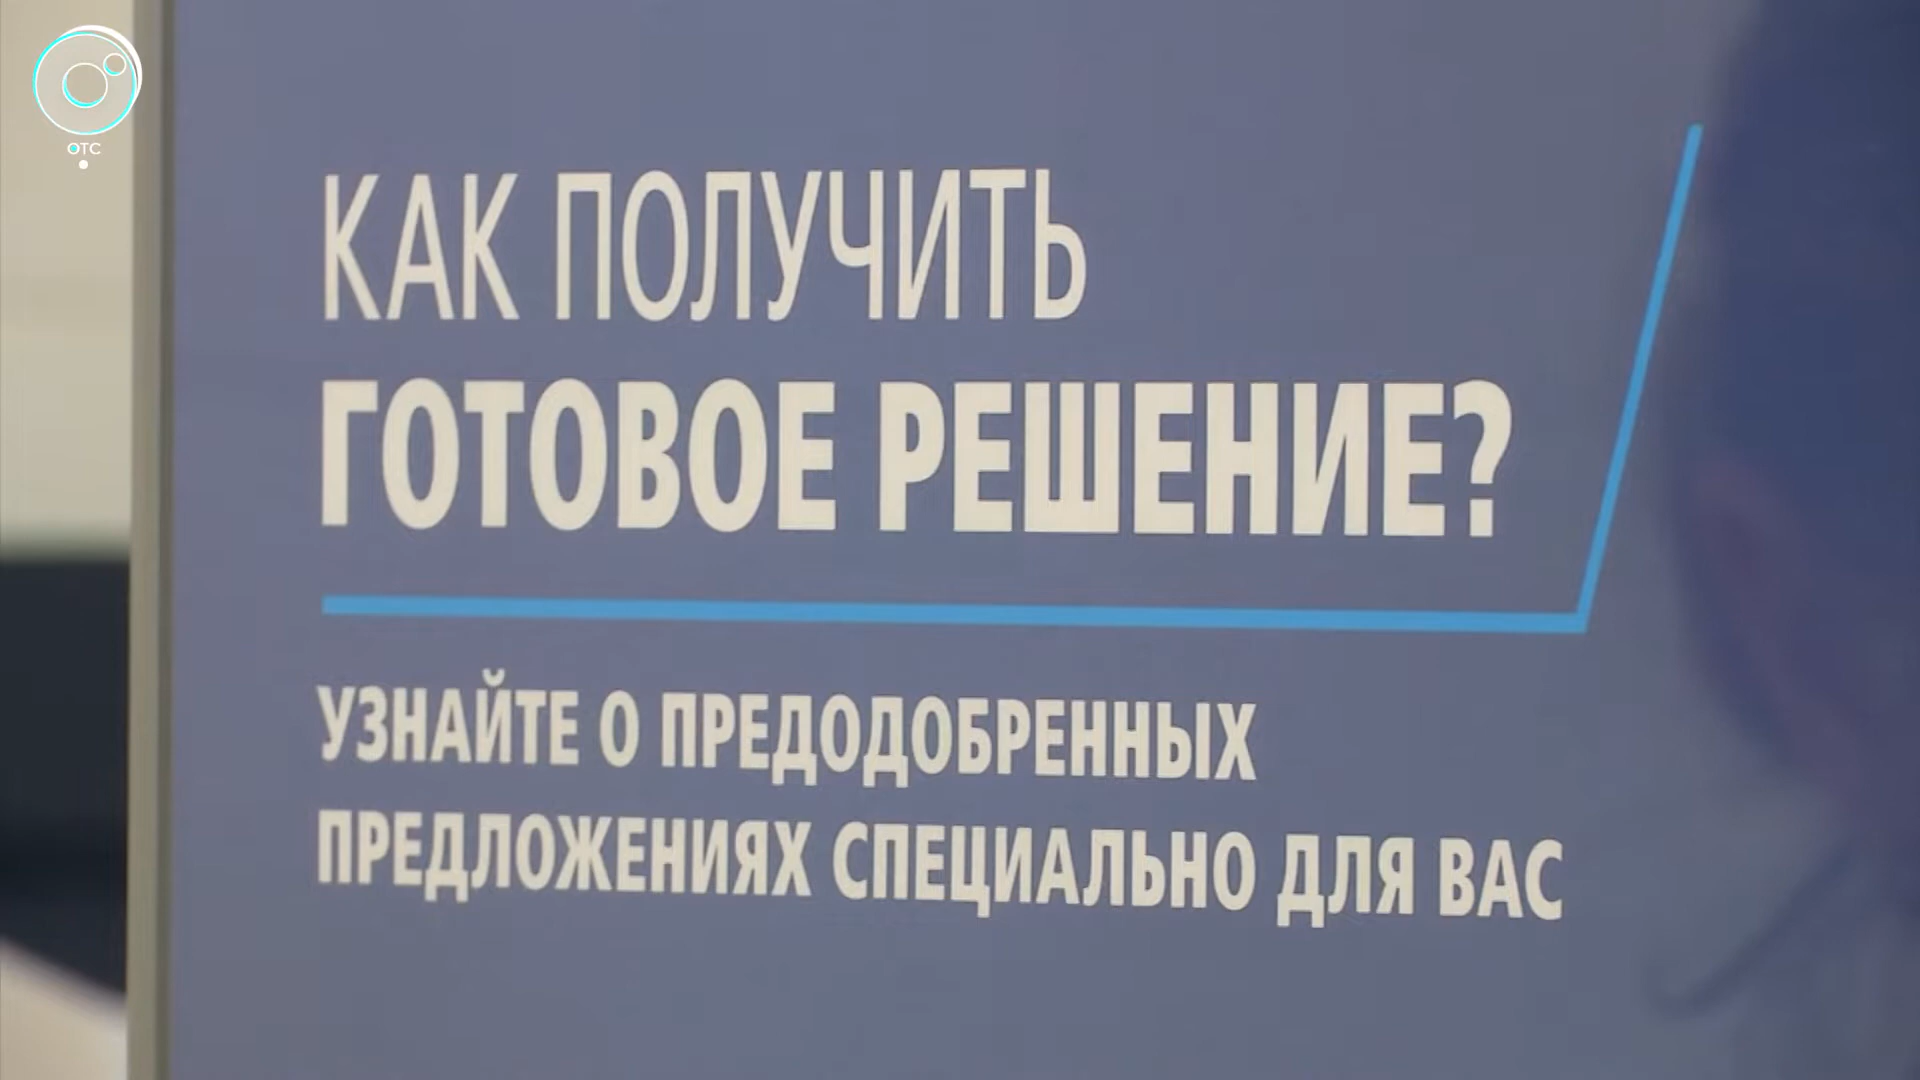 ОТС
КАК ПОЛУЧИТЬ
ГОТОВОЕ РЕШЕНИЕ?
УЗНАЙТЕ О ПРЕДОДОБРЕННЫХ
ПРЕДЛОЖЕНИЯХ СПЕЦИАЛЬНО ДЛЯ ВАС